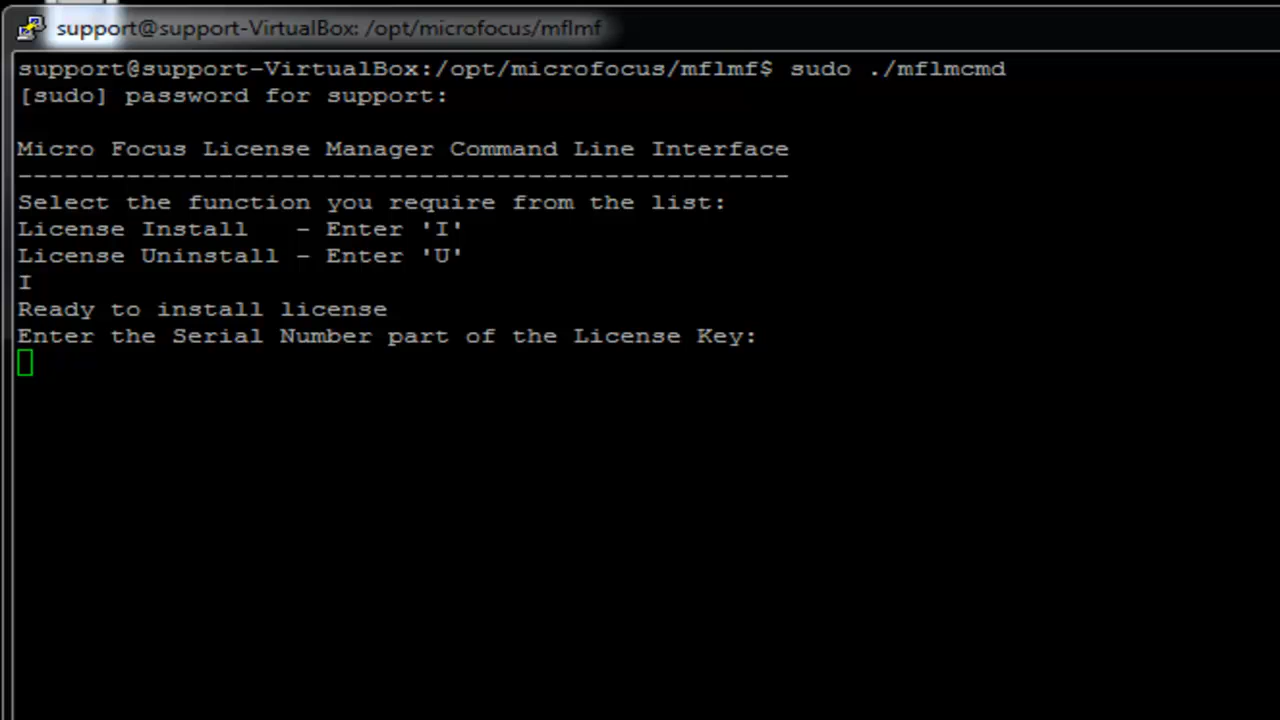 support@support-VirtualBox: /opt/microfocus/mflmf
support@support-VirtualBox:/opt/microfocus/mflmf$ sudo ./mflmcmd
[sudo] password for support:
Micro Focus License Manager Command Line Interface
--------------------------------------------------
Select the function you require from the list:
License Install   - Enter 'I'
License Uninstall - Enter 'U'
I
Ready to install license
Enter the Serial Number part of the License Key: